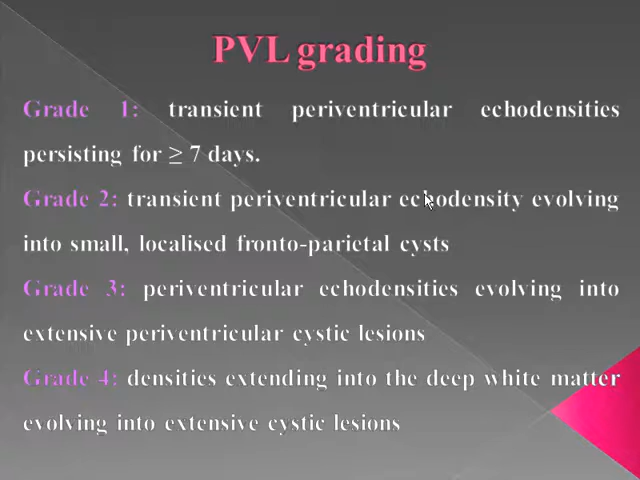 PVL grading
Grade 1: transient periventricular echodensities
persisting for ≥ 7 days.
Grade 2: transient periventricular echodensity evolving
into small, localised fronto-parietal cysts
Grade 3: periventricular echodensities evolving into
extensive periventricular cystic lesions
Grade 4: densities extending into the deep white matter
evolving into extensive cystic lesions